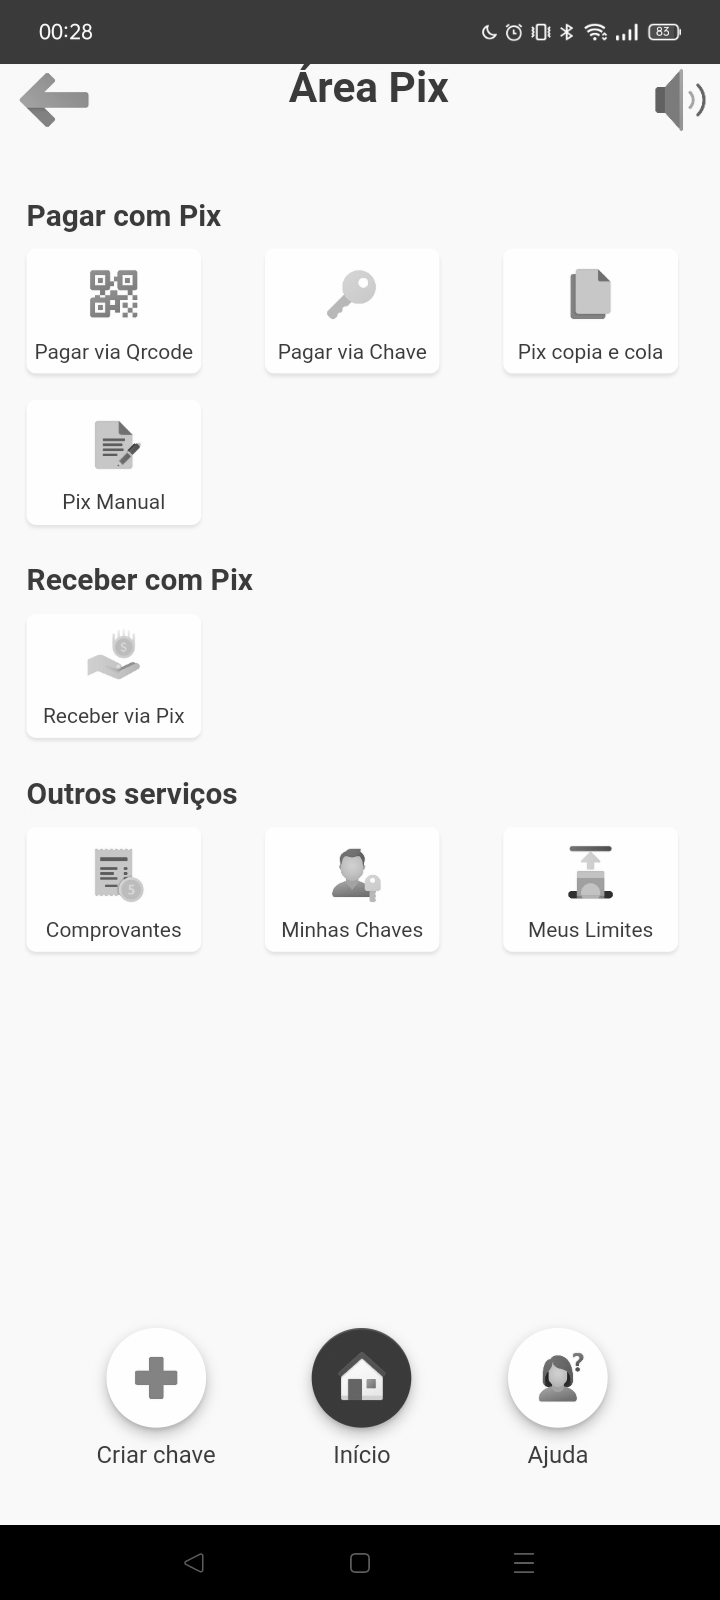 00:28
83
Área Pix
Pagar com Pix
Pagar via Qrcode
Pagar via Chave
Pix copia e cola
Pix Manual
Receber com Pix
$
Receber via Pix
Outros serviços
Comprovantes
Minhas Chaves
Meus Limites
?
Criar chave
Início
Ajuda